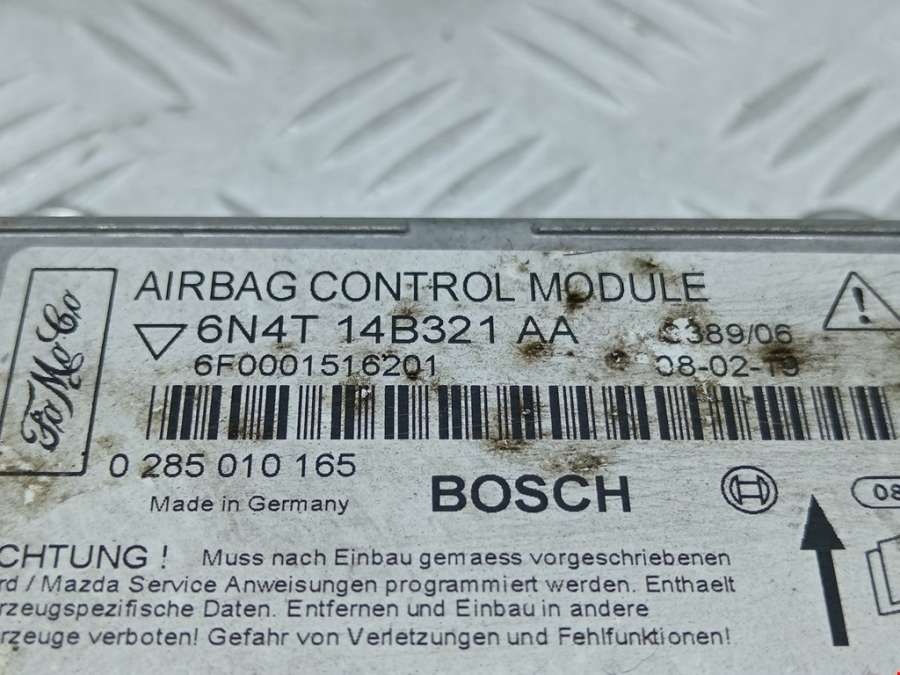 FoMoCo
AIRBAG CONTROL MODULE
6N4T 14B321 AA
389/06
6F0001516201
08-02-19
0 285 010 165
Made in Germany
BOSCH
08
CHTUNG ! Muss nach Einbau gemaess vorgeschriebenen
rd / Mazda Service Anweisungen programmiert werden. Enthaelt
rzeugspezifische Daten. Entfernen und Einbau in andere
rzeuge verboten! Gefahr von Verletzungen und Fehlfunktionen!